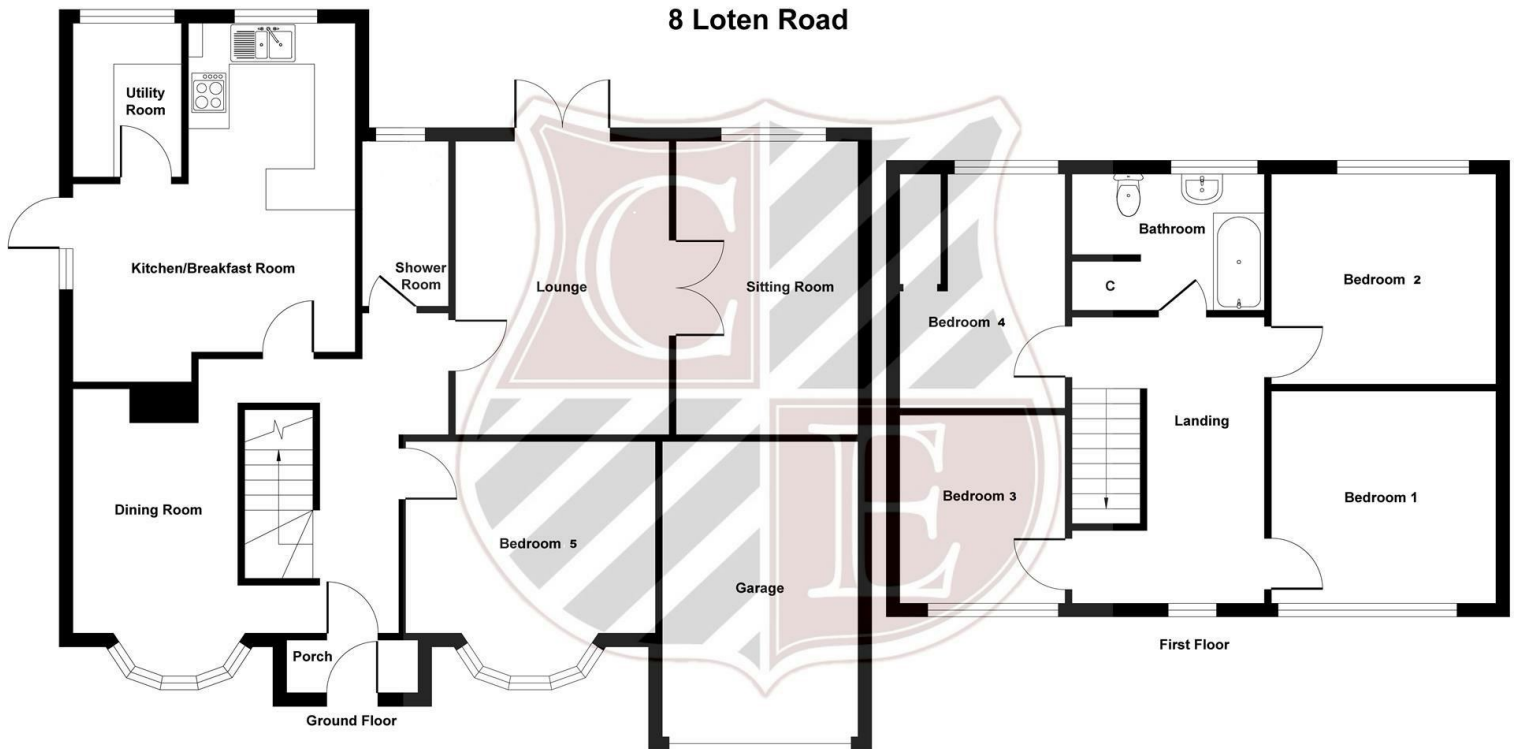 8 Loten Road
Utility
Room
Kitchen/Breakfast Room
Shower
Room
Lounge
Sitting Room
Dining Room
Bedroom 5
Garage
Porch
Ground Floor
Bathroom
C
Bedroom 2
Bedroom 4
Landing
Bedroom 3
Bedroom 1
First Floor
C
E